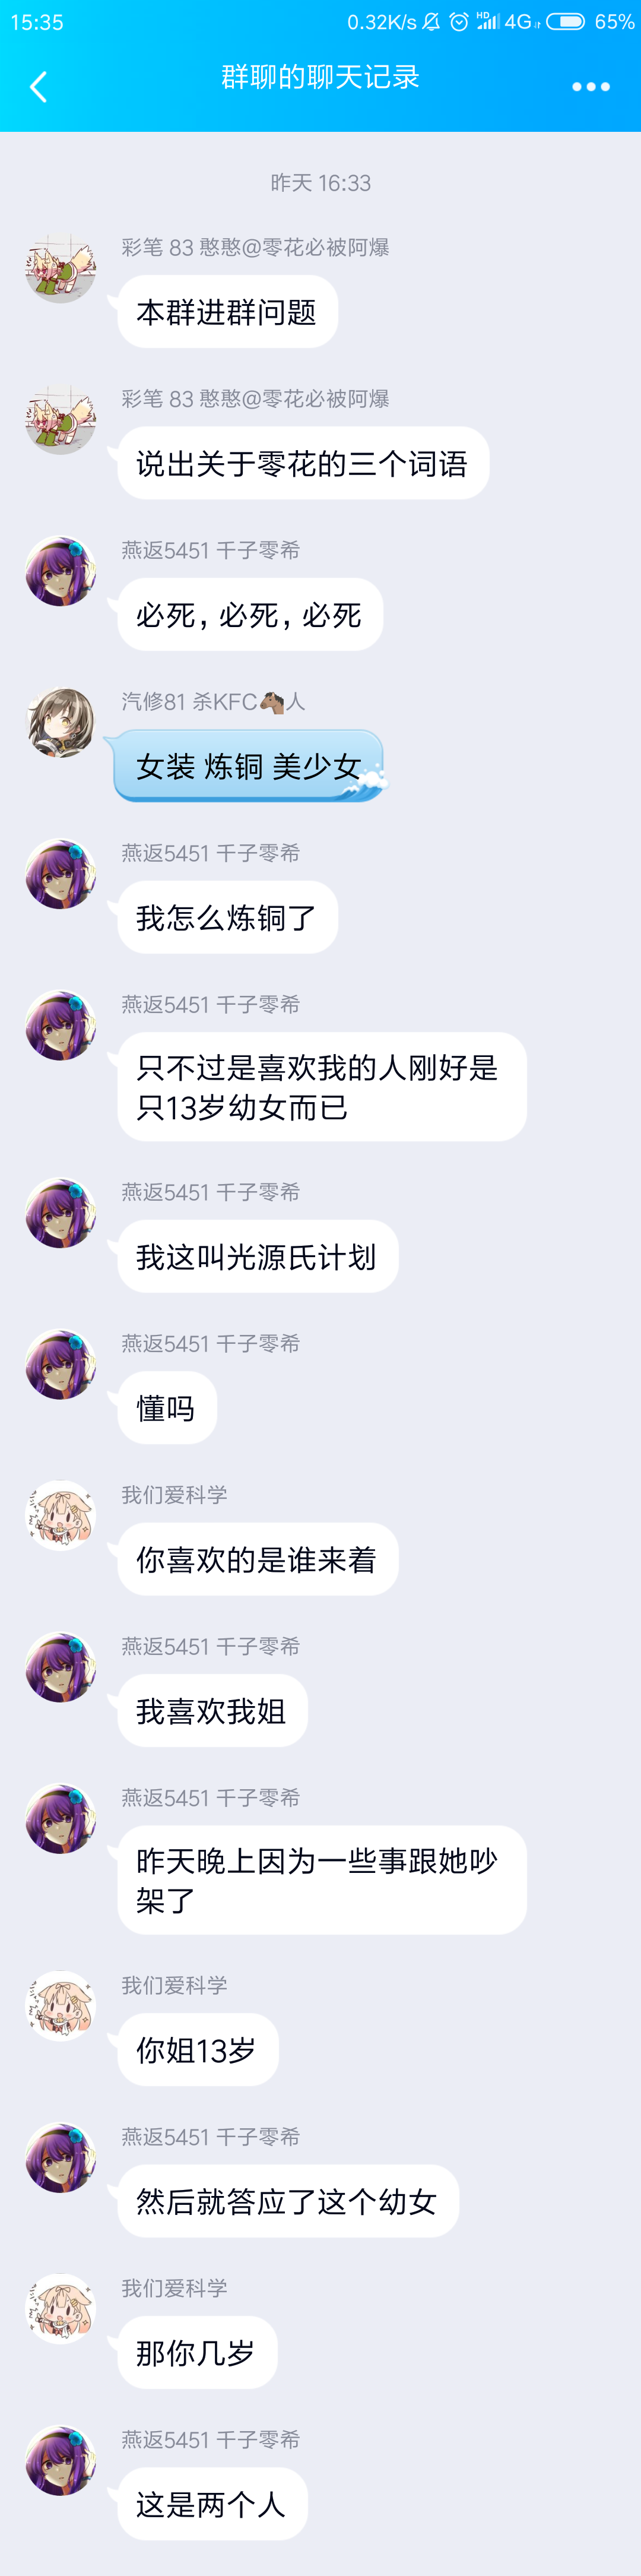 15:35
0.32K/s HD 4G 65%
群聊的聊天记录
昨天 16:33
彩笔 83 憨憨@零花必被阿爆
本群进群问题
彩笔 83 憨憨@零花必被阿爆
说出关于零花的三个词语
燕返5451 千子零希
必死, 必死, 必死
汽修81 杀KFC🐴人
女装 炼铜 美少女
燕返5451 千子零希
我怎么炼铜了
燕返5451 千子零希
只不过是喜欢我的人刚好是
只13岁幼女而已
燕返5451 千子零希
我这叫光源氏计划
燕返5451 千子零希
懂吗
我们爱科学
你喜欢的是谁来着
燕返5451 千子零希
我喜欢我姐
燕返5451 千子零希
昨天晚上因为一些事跟她吵
架了
我们爱科学
你姐13岁
燕返5451 千子零希
然后就答应了这个幼女
我们爱科学
那你几岁
燕返5451 千子零希
这是两个人